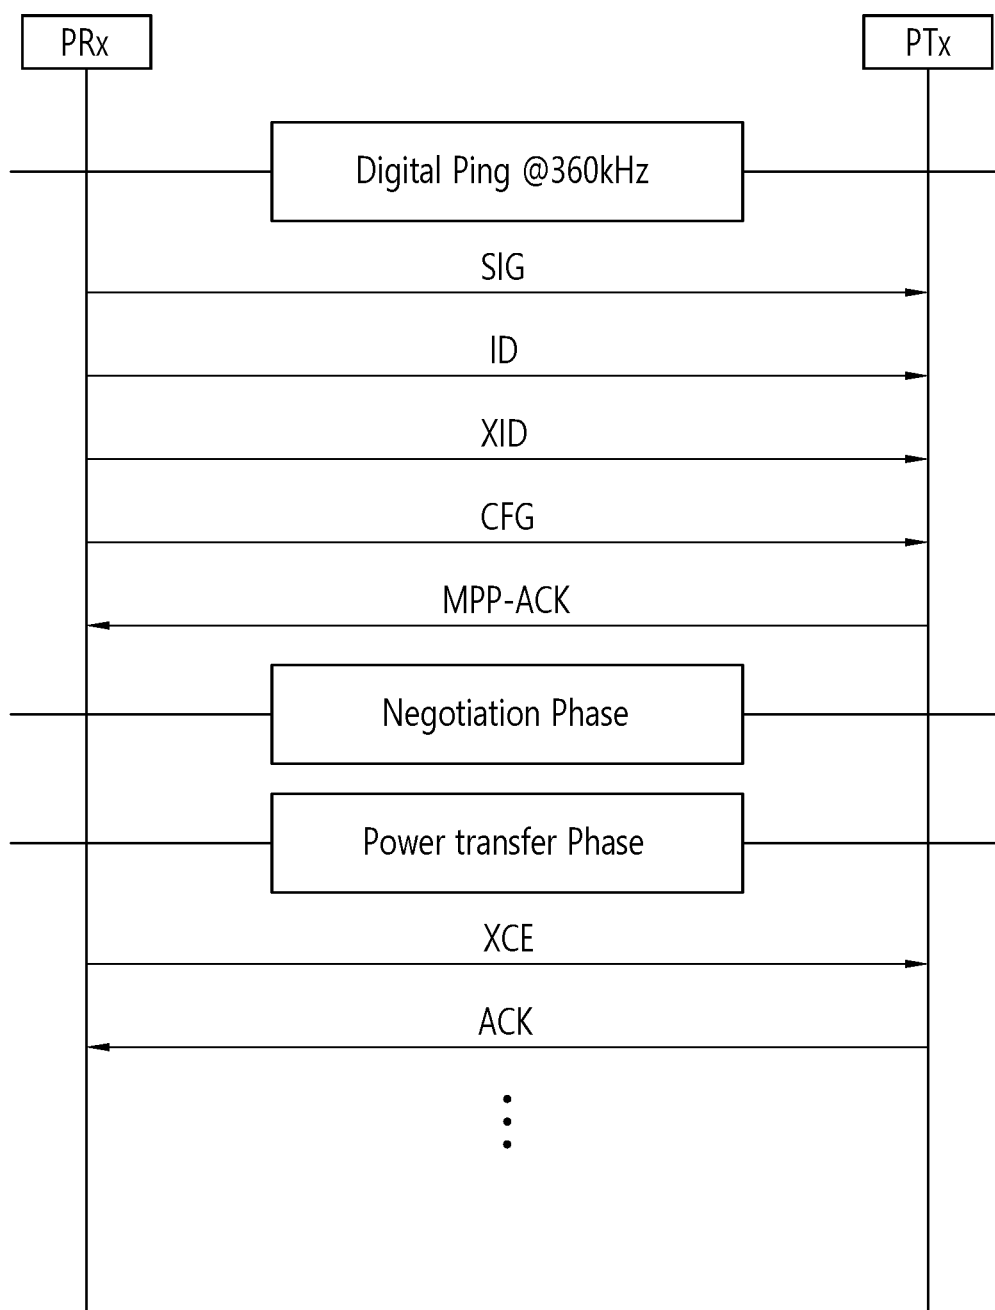 PRx
PTx
Digital Ping @360kHz
SIG
ID
XID
CFG
MPP-ACK
Negotiation Phase
Power transfer Phase
XCE
ACK